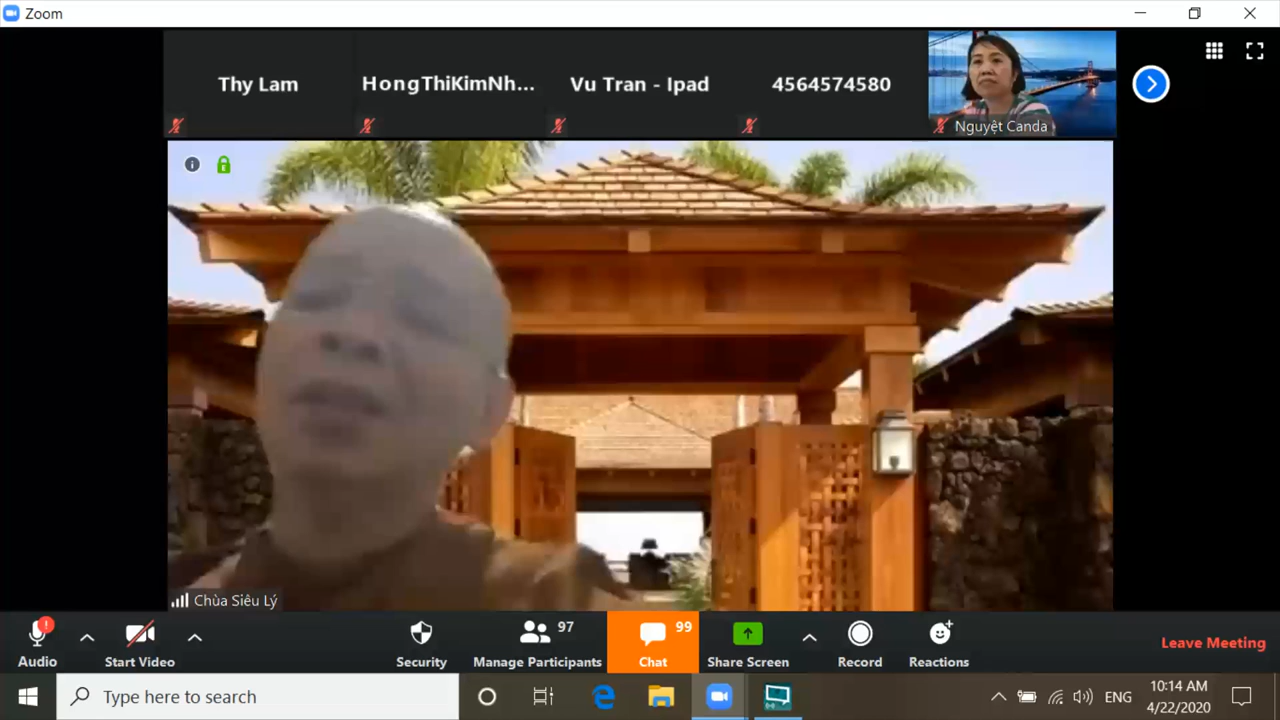 Zoom
Thy Lam
HongThiKimNh...
Vu Tran - Ipad
4564574580
Nguyệt Canda
Chùa Siêu Lý
97
99
Audio
Start Video
Security
Manage Participants
Chat
Share Screen
Record
Reactions
Leave Meeting
Type here to search
ENG
10:14 AM
4/22/2020